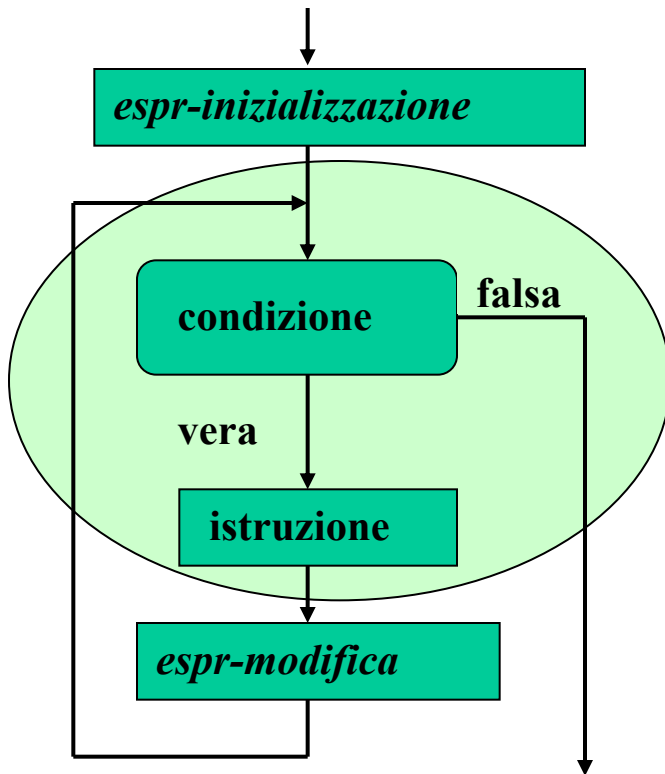 espr-inizializzazione
condizione
falsa
vera
istruzione
espr-modifica